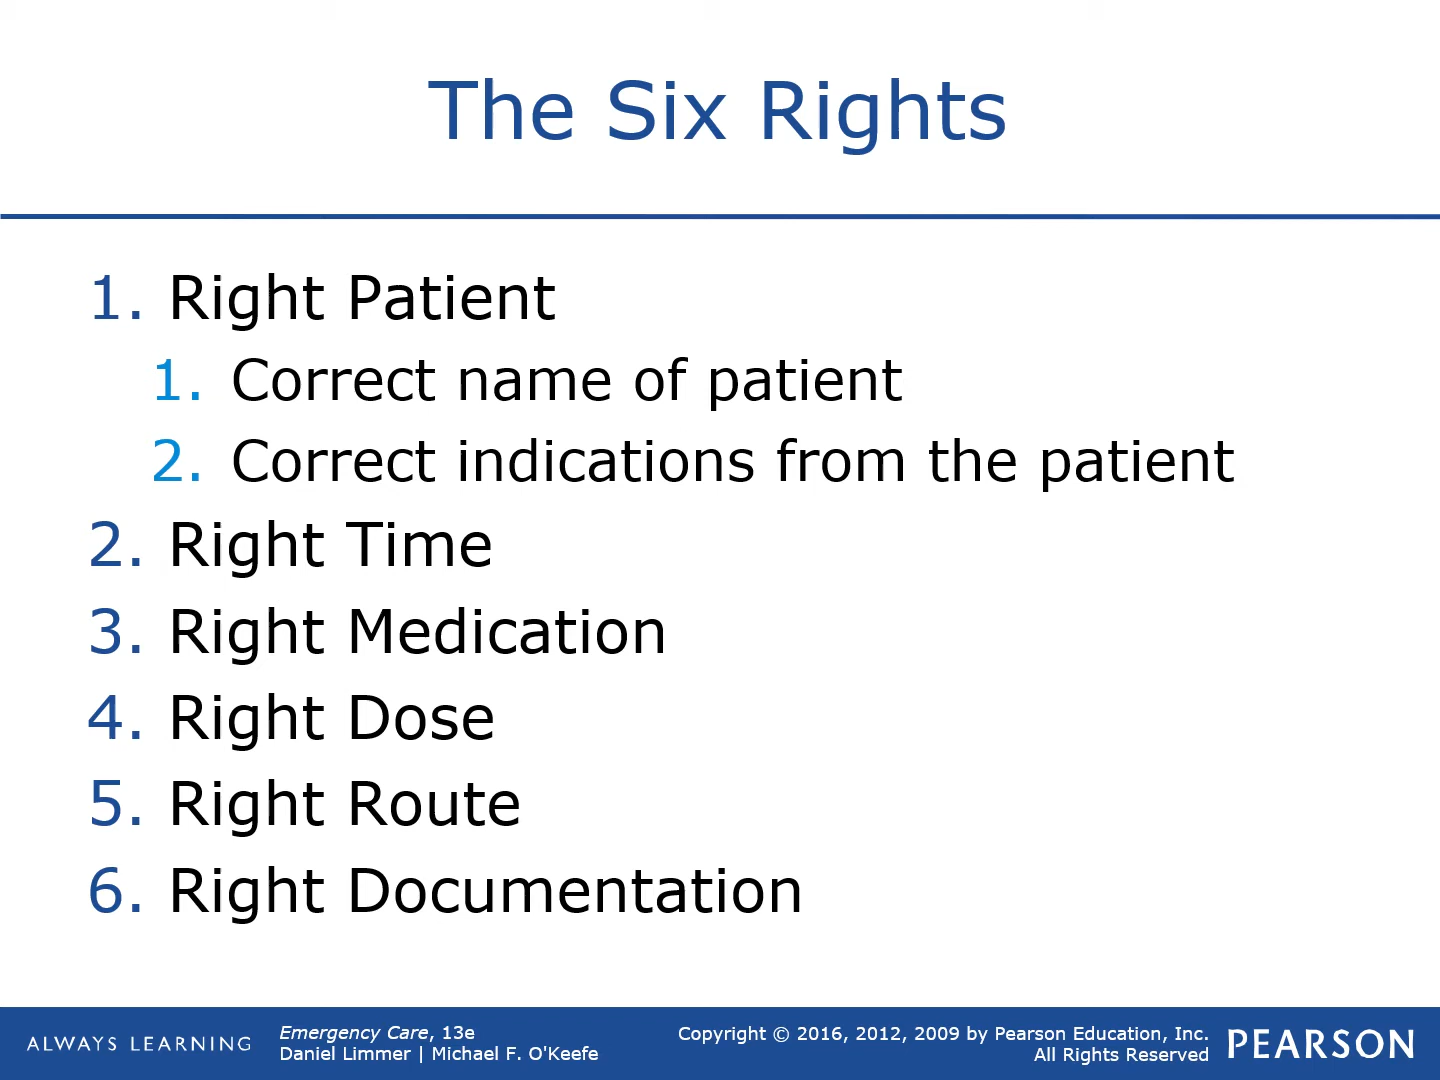 The Six Rights
1. Right Patient
1. Correct name of patient
2. Correct indications from the patient
2. Right Time
3. Right Medication
4. Right Dose
5. Right Route
6. Right Documentation
ALWAYS LEARNING
Emergency Care, 13e
Daniel Limmer | Michael F. O'Keefe
Copyright © 2016, 2012, 2009 by Pearson Education, Inc.
All Rights Reserved
PEARSON